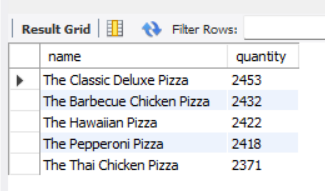 Result Grid Filter Rows:
name quantity
The Classic Deluxe Pizza 2453
The Barbecue Chicken Pizza 2432
The Hawaiian Pizza 2422
The Pepperoni Pizza 2418
The Thai Chicken Pizza 2371